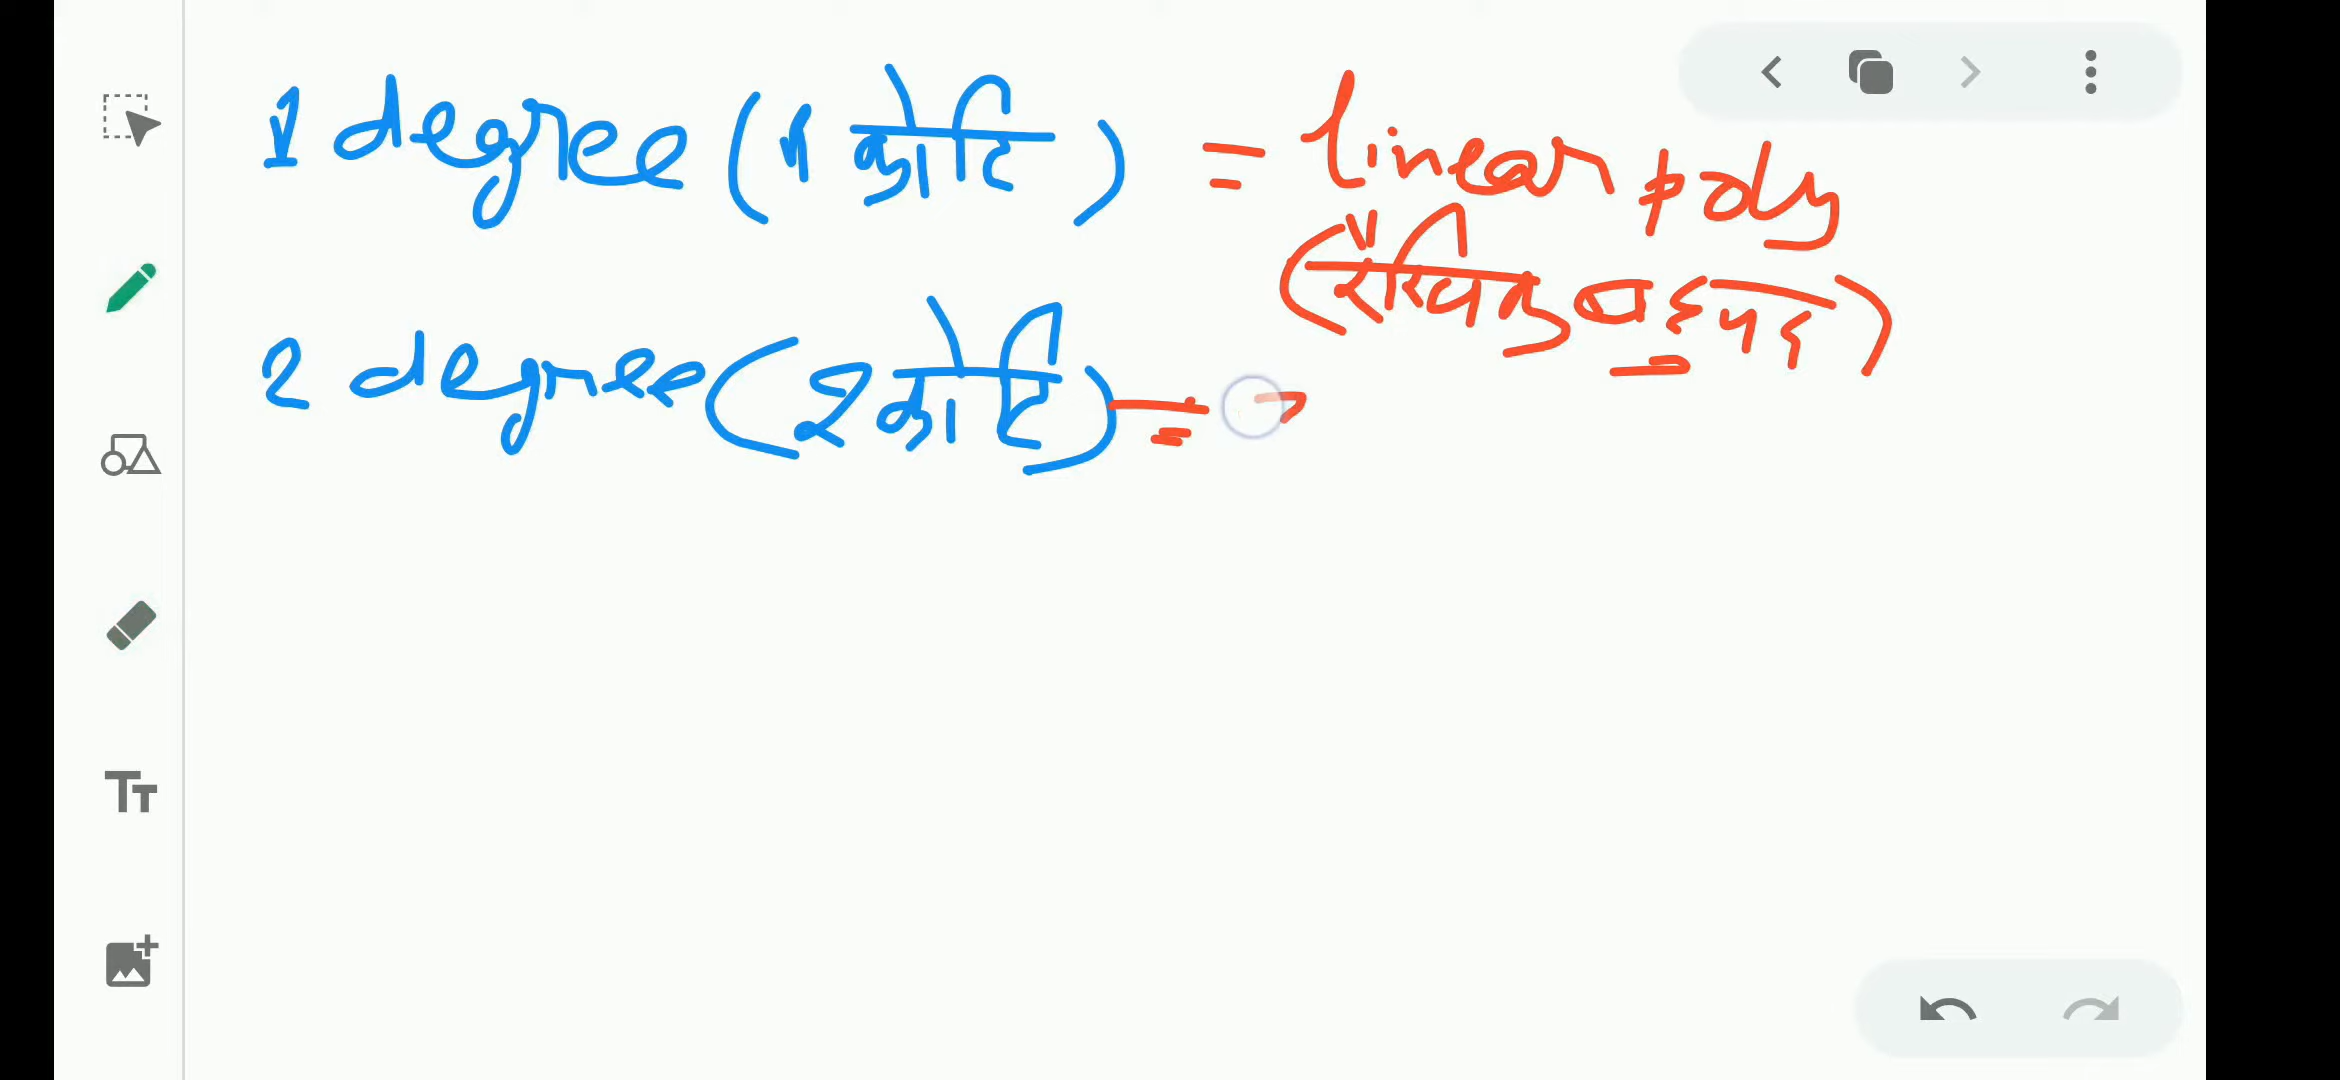 1 degree (1 कोटि) = linear poly
(रैखिक बहुपद)
2 degree (2 कोटि) =